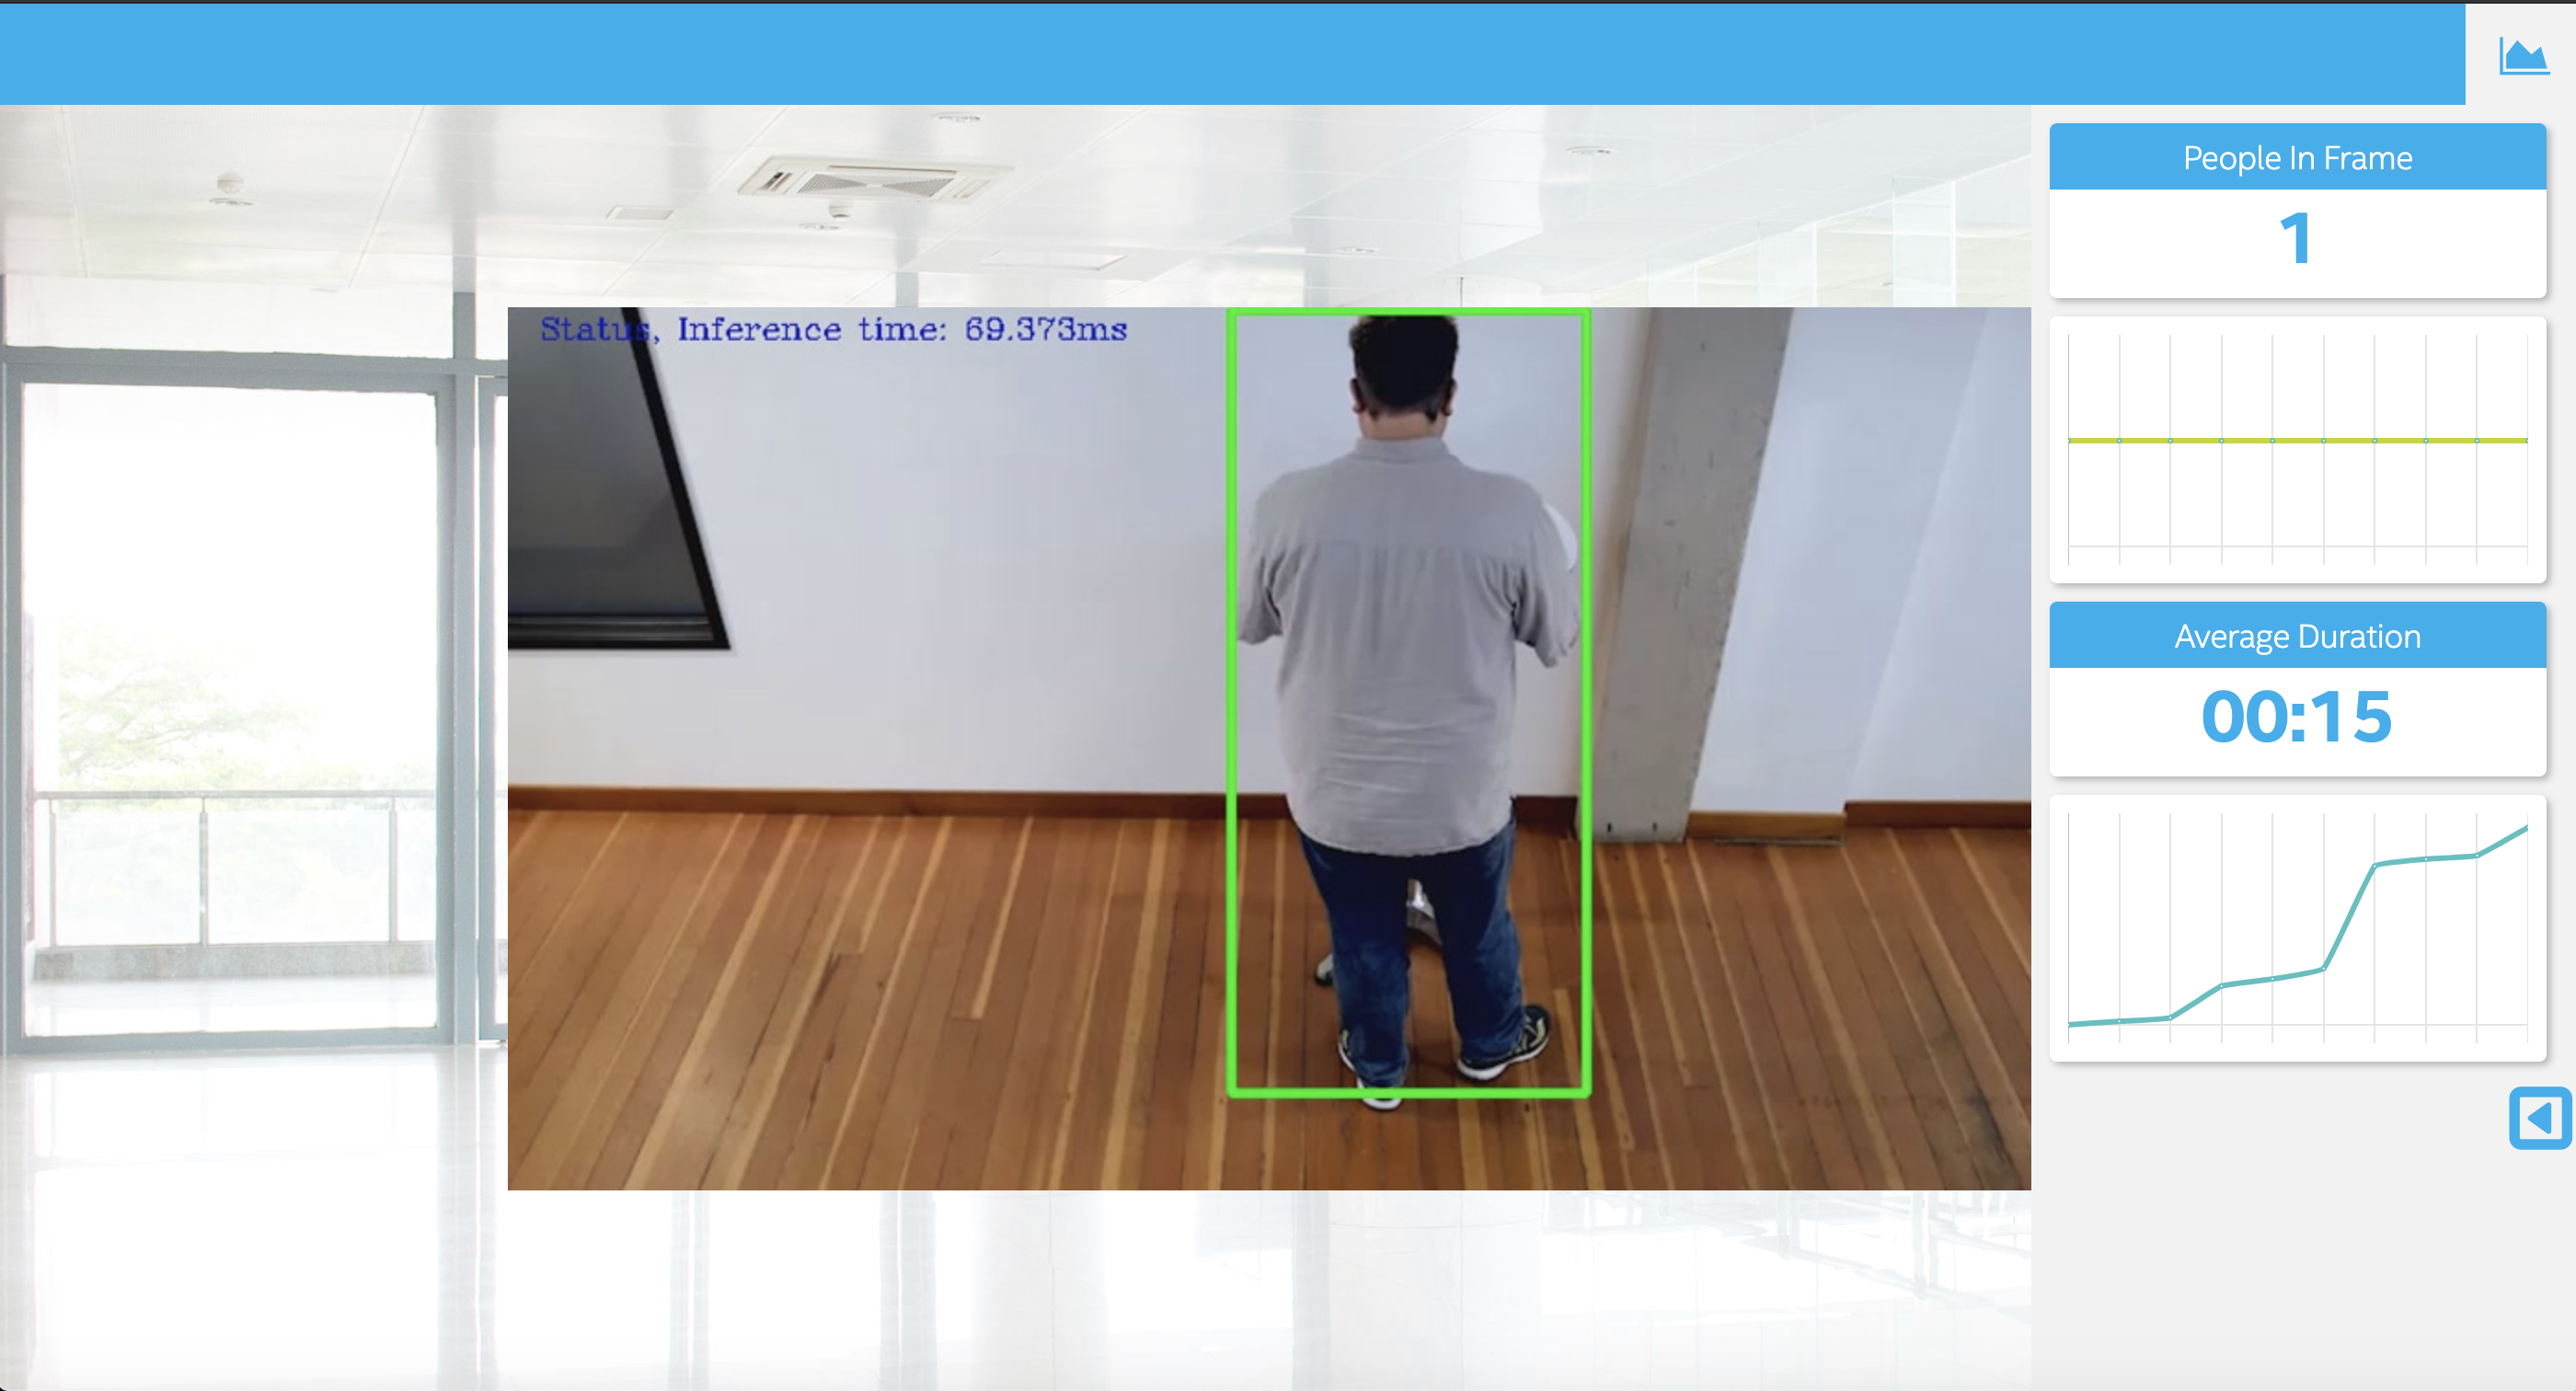 Status, Inference time: 69.373ms
People In Frame
1
Average Duration
00:15